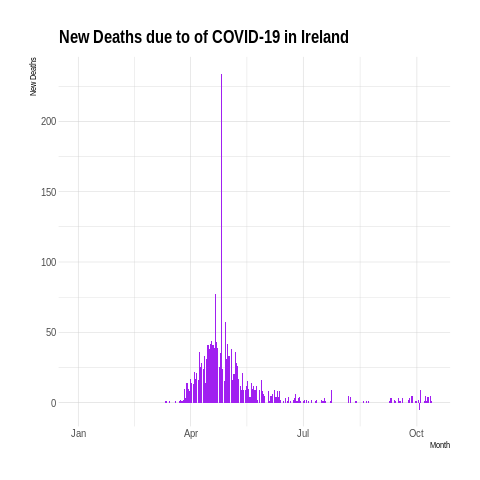 New Deaths due to of COVID-19 in Ireland
New Deaths
200
150
100
50
0
Jan Apr Jul Oct
Month